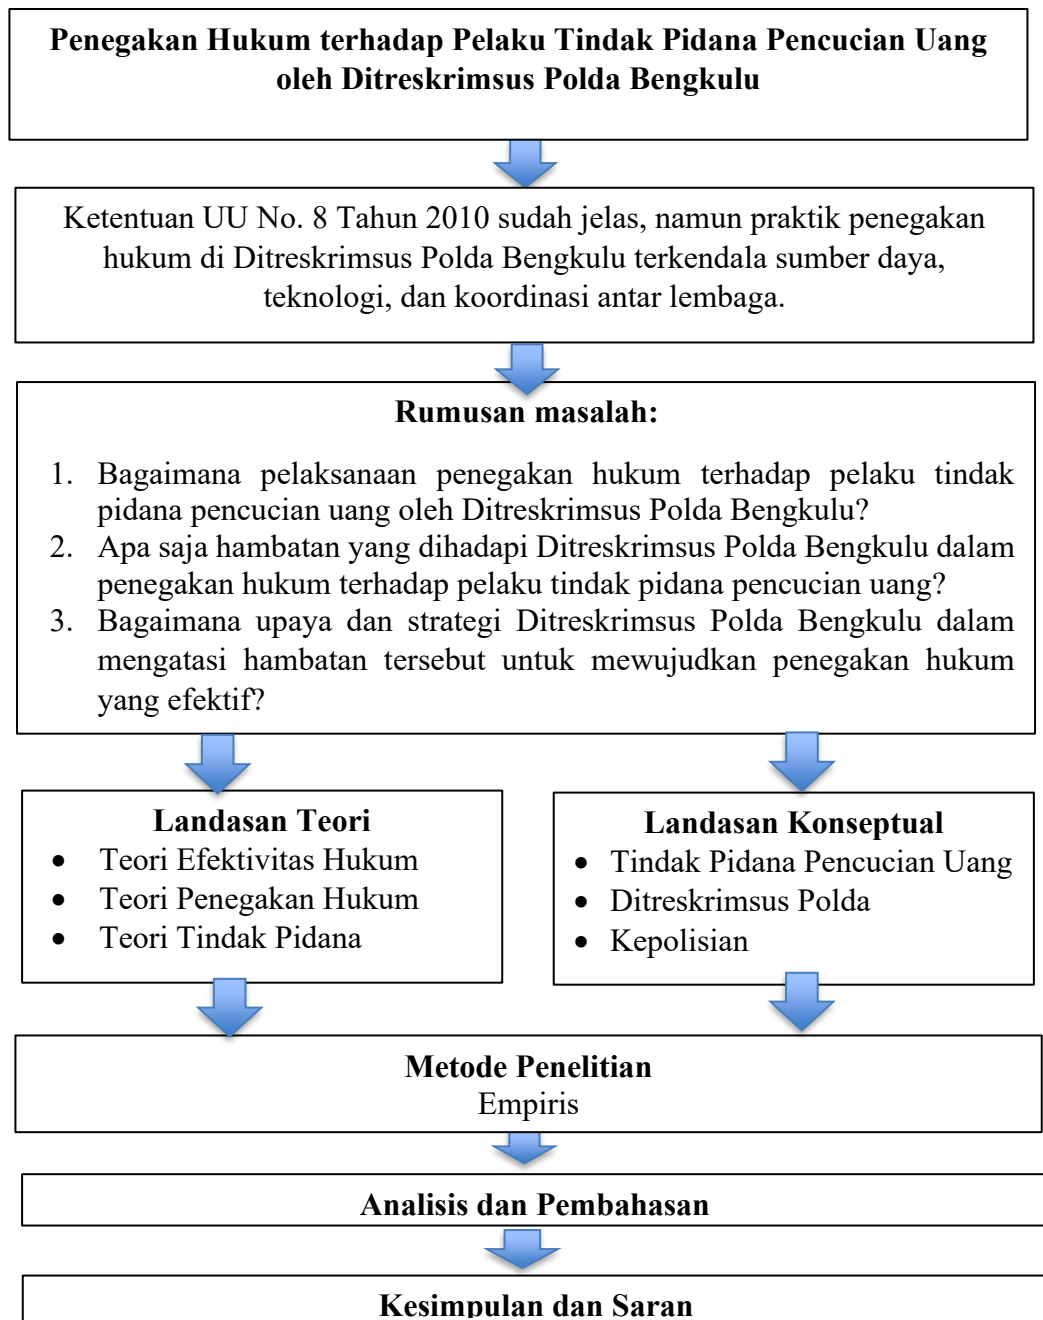 Penegakan Hukum terhadap Pelaku Tindak Pidana Pencucian Uang
oleh Ditreskrimsus Polda Bengkulu
Ketentuan UU No. 8 Tahun 2010 sudah jelas, namun praktik penegakan
hukum di Ditreskrimsus Polda Bengkulu terkendala sumber daya,
teknologi, dan koordinasi antar lembaga.
Rumusan masalah:
1. Bagaimana pelaksanaan penegakan hukum terhadap pelaku tindak
pidana pencucian uang oleh Ditreskrimsus Polda Bengkulu?
2. Apa saja hambatan yang dihadapi Ditreskrimsus Polda Bengkulu dalam
penegakan hukum terhadap pelaku tindak pidana pencucian uang?
3. Bagaimana upaya dan strategi Ditreskrimsus Polda Bengkulu dalam
mengatasi hambatan tersebut untuk mewujudkan penegakan hukum
yang efektif?
Landasan Teori
• Teori Efektivitas Hukum
• Teori Penegakan Hukum
• Teori Tindak Pidana
Landasan Konseptual
• Tindak Pidana Pencucian Uang
• Ditreskrimsus Polda
• Kepolisian
Metode Penelitian
Empiris
Analisis dan Pembahasan
Kesimpulan dan Saran